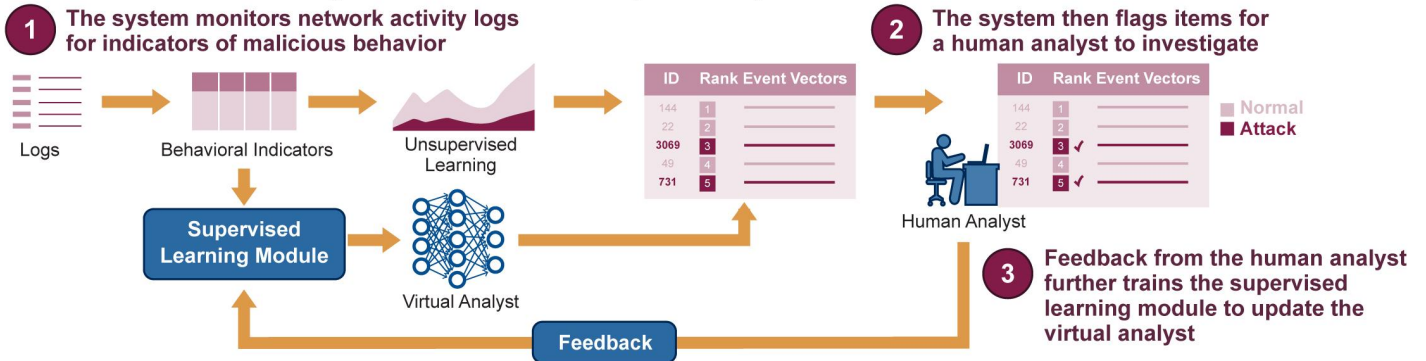 1
The system monitors network activity logs
for indicators of malicious behavior
2
The system then flags items for
a human analyst to investigate
Logs
Behavioral Indicators
Unsupervised
Learning
ID Rank Event Vectors
144 1
22 2
3069 3
49 4
731 5
ID Rank Event Vectors
144 1
22 2
3069 3 ✓
49 4
731 5 ✓
Normal
Attack
Human Analyst
Supervised
Learning Module
Virtual Analyst
3
Feedback from the human analyst
further trains the supervised
learning module to update the
virtual analyst
Feedback